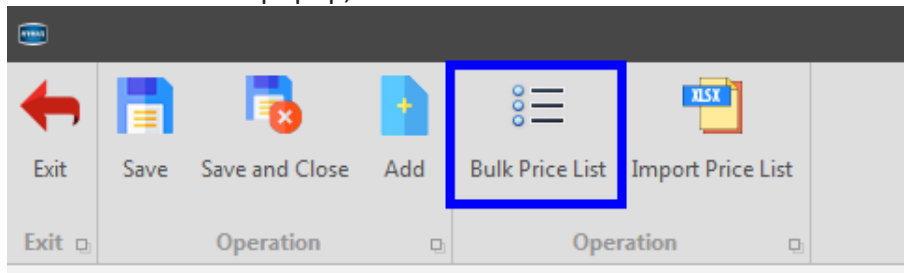 Exit
Save
Save and Close
Add
Bulk Price List
XLSX
Import Price List
Exit
Operation
Operation